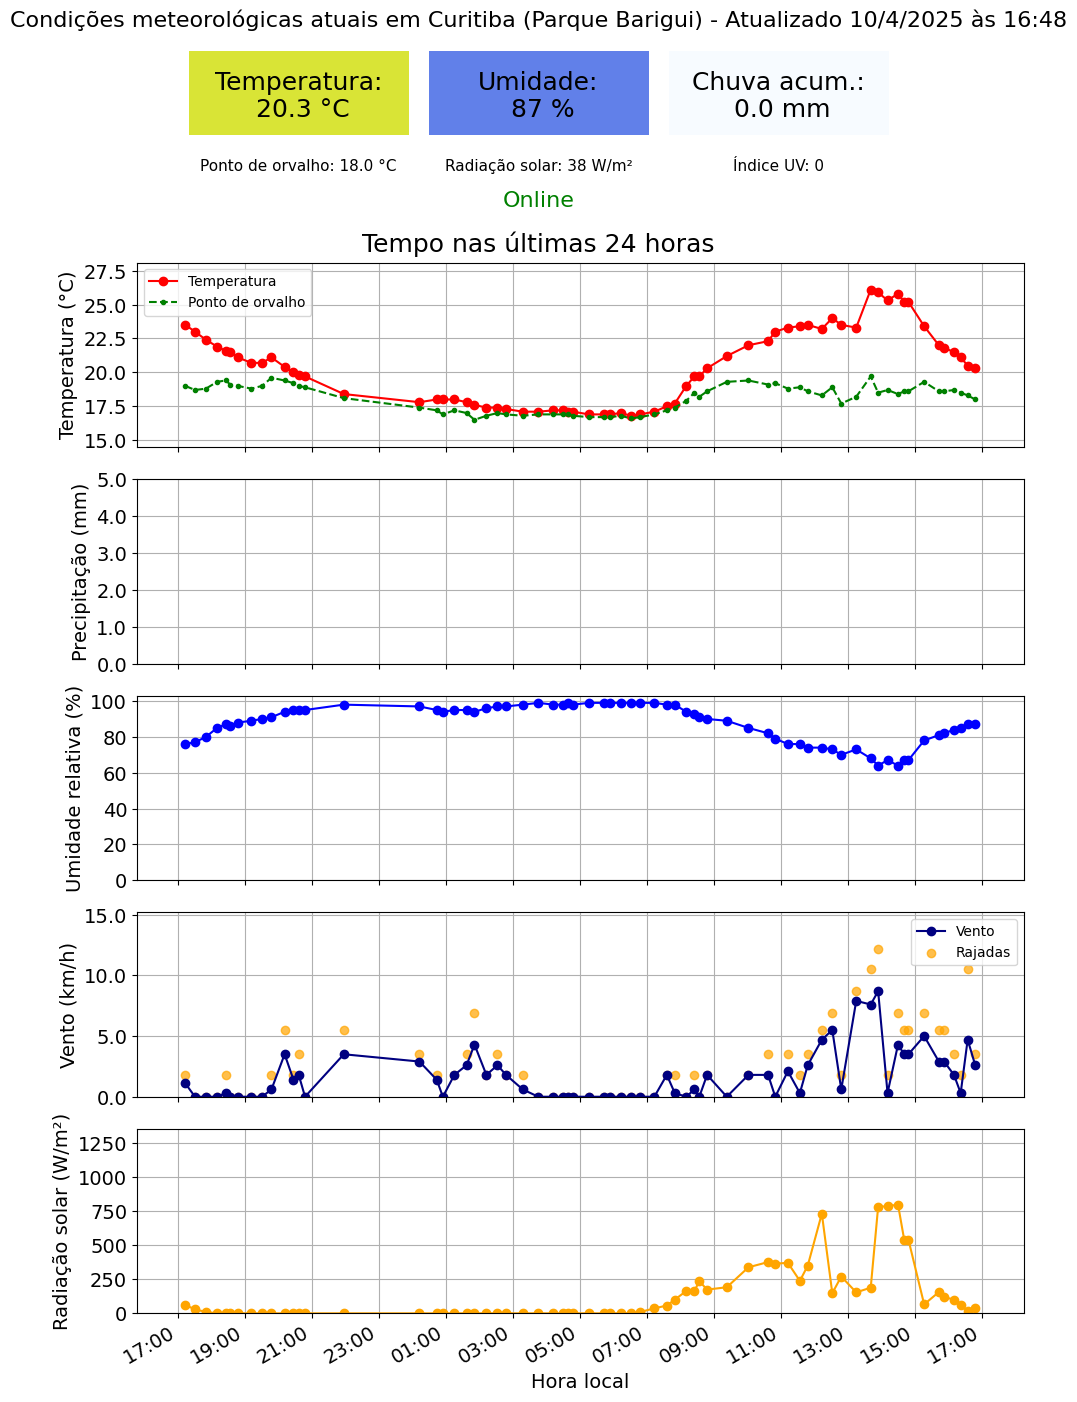 Condições meteorológicas atuais em Curitiba (Parque Barigui) - Atualizado 10/4/2025 às 16:48
Temperatura:
20.3 °C
Umidade:
87 %
Chuva acum.:
0.0 mm
Ponto de orvalho: 18.0 °C
Radiação solar: 38 W/m²
Índice UV: 0
Online
Tempo nas últimas 24 horas
Temperatura (°C)
27.5
25.0
22.5
20.0
17.5
15.0
Temperatura
Ponto de orvalho
Precipitação (mm)
5.0
4.0
3.0
2.0
1.0
0.0
Umidade relativa (%)
100
80
60
40
20
0
Vento (km/h)
15.0
10.0
5.0
0.0
Vento
Rajadas
Radiação solar (W/m²)
1250
1000
750
500
250
0
17:00
19:00
21:00
23:00
01:00
03:00
05:00
07:00
09:00
11:00
13:00
15:00
17:00
Hora local